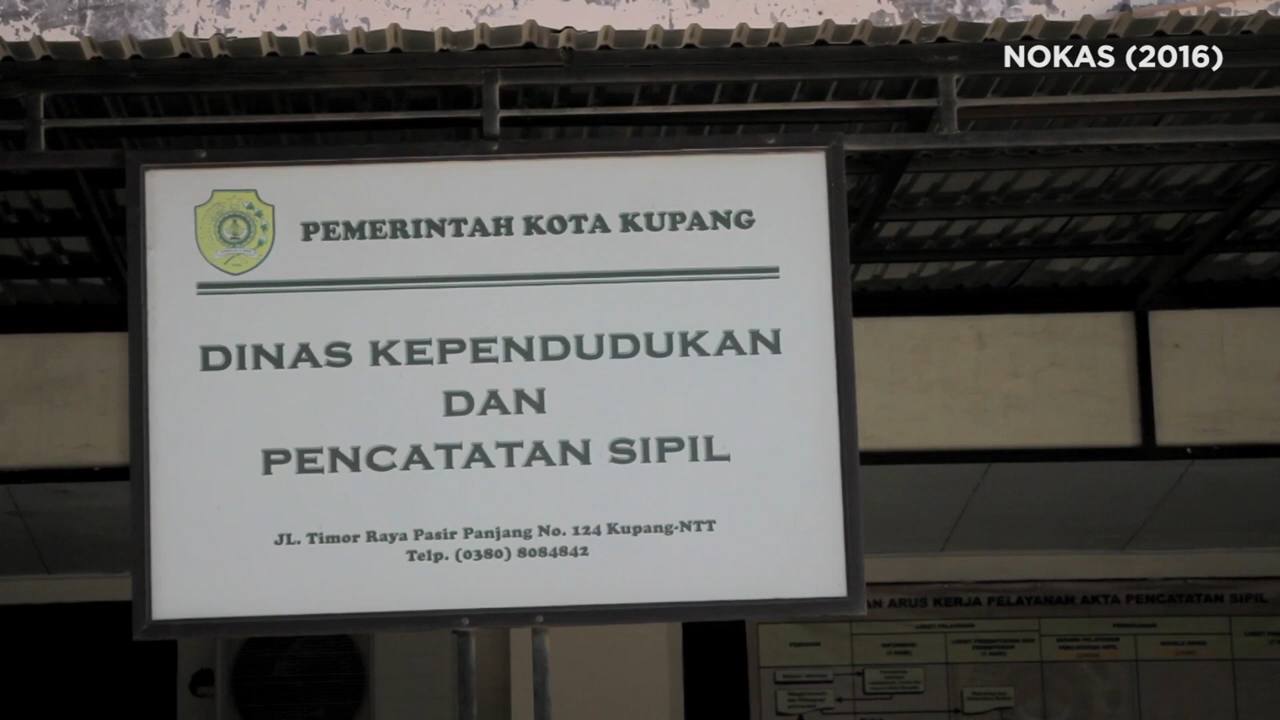 NOKAS (2016)
PEMERINTAH KOTA KUPANG
DINAS KEPENDUDUKAN
DAN
PENCATATAN SIPIL
JL. Timor Raya Pasir Panjang No. 124 Kupang-NTT
Telp. (0380) 8084842
AN ARUS KERJA PELAYANAN AKTA PENCATATAN SIPIL